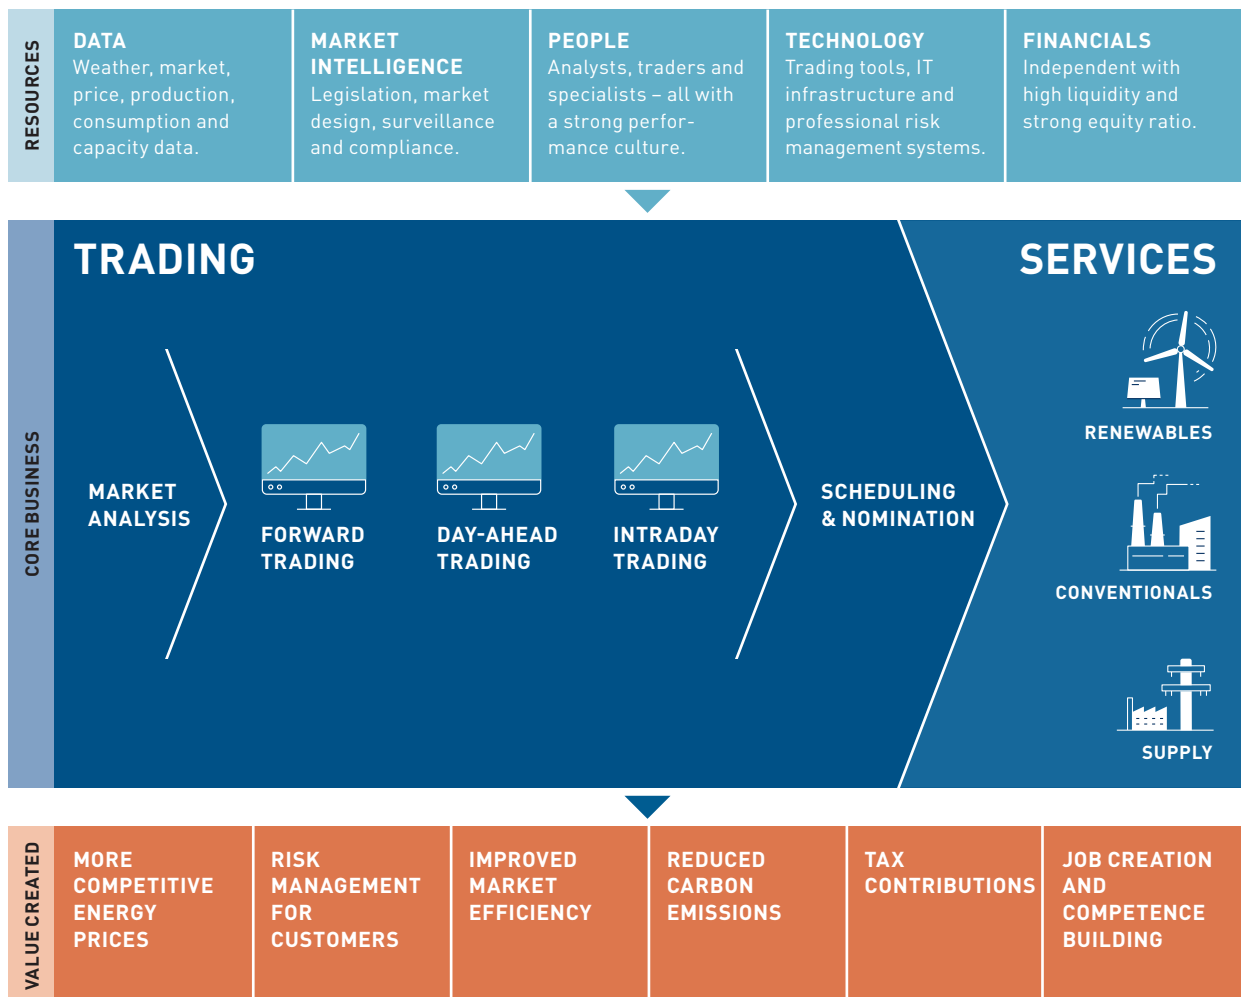 RESOURCES
DATA
Weather, market,
price, production,
consumption and
capacity data.
MARKET
INTELLIGENCE
Legislation, market
design, surveillance
and compliance.
PEOPLE
Analysts, traders and
specialists – all with
a strong perfor-
mance culture.
TECHNOLOGY
Trading tools, IT
infrastructure and
professional risk
management systems.
FINANCIALS
Independent with
high liquidity and
strong equity ratio.
CORE BUSINESS
TRADING
MARKET
ANALYSIS
FORWARD
TRADING
DAY-AHEAD
TRADING
INTRADAY
TRADING
SCHEDULING
& NOMINATION
SERVICES
RENEWABLES
CONVENTIONALS
SUPPLY
VALUE CREATED
MORE
COMPETITIVE
ENERGY
PRICES
RISK
MANAGEMENT
FOR
CUSTOMERS
IMPROVED
MARKET
EFFICIENCY
REDUCED
CARBON
EMISSIONS
TAX
CONTRIBUTIONS
JOB CREATION
AND
COMPETENCE
BUILDING